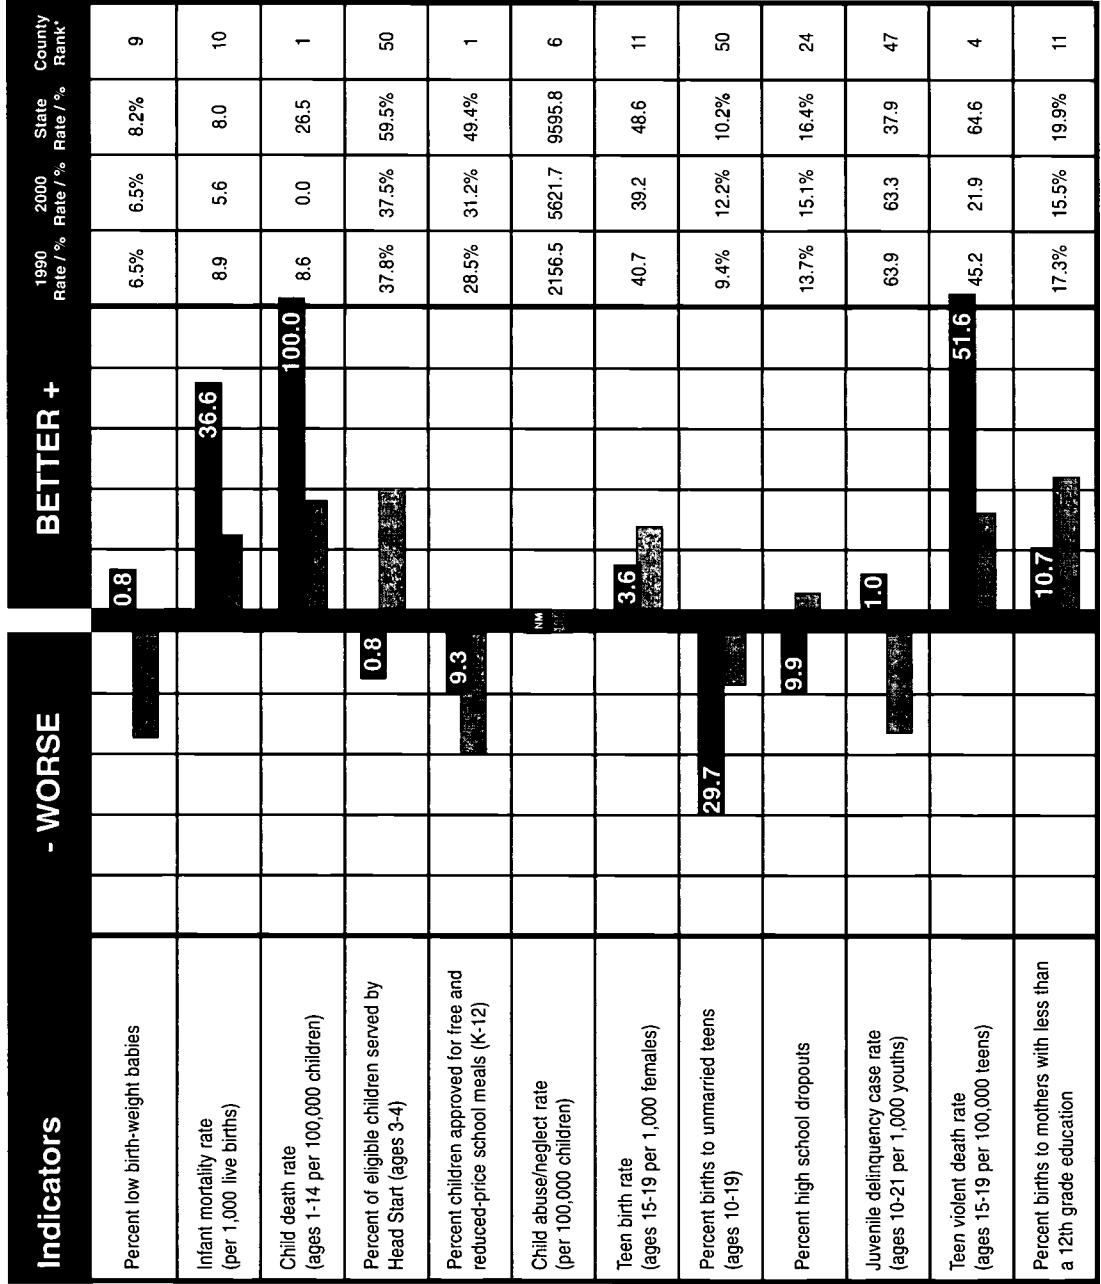 Indicators
- WORSE
BETTER +
1990
Rate / %
2000
Rate / %
State
Rate / %
County
Rank*
Percent low birth-weight babies
0.8
6.5%
6.5%
8.2%
9
Infant mortality rate
(per 1,000 live births)
36.6
8.9
5.6
8.0
10
Child death rate
(ages 1-14 per 100,000 children)
100.0
8.6
0.0
26.5
1
Percent of eligible children served by
Head Start (ages 3-4)
0.8
37.8%
37.5%
59.5%
50
Percent children approved for free and
reduced-price school meals (K-12)
9.3
28.5%
31.2%
49.4%
1
Child abuse/neglect rate
(per 100,000 children)
NM
2156.5
5621.7
9595.8
6
Teen birth rate
(ages 15-19 per 1,000 females)
3.6
40.7
39.2
48.6
11
Percent births to unmarried teens
(ages 10-19)
29.7
9.4%
12.2%
10.2%
50
Percent high school dropouts
9.9
13.7%
15.1%
16.4%
24
Juvenile delinquency case rate
(ages 10-21 per 1,000 youths)
1.0
63.9
63.3
37.9
47
Teen violent death rate
(ages 15-19 per 100,000 teens)
51.6
45.2
21.9
64.6
4
Percent births to mothers with less than
a 12th grade education
10.7
17.3%
15.5%
19.9%
11